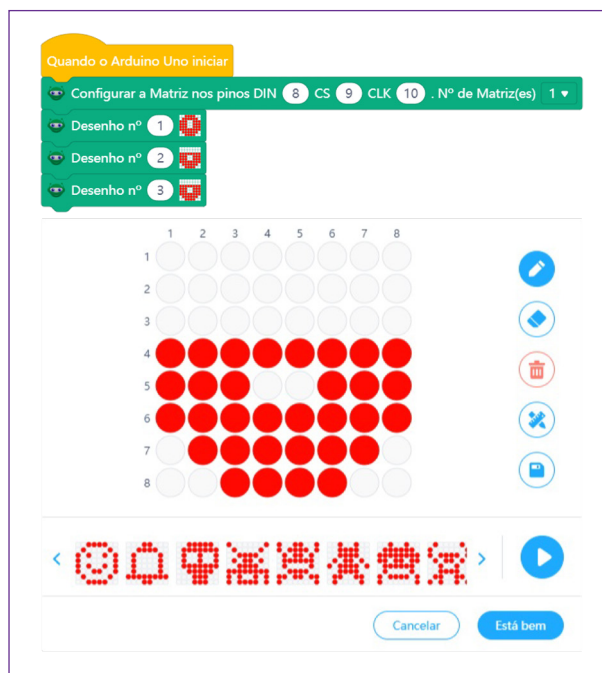 Quando o Arduino Uno iniciar
Configurar a Matriz nos pinos DIN 8 CS 9 CLK 10 . Nº de Matriz(es) 1
Desenho nº 1
Desenho nº 2
Desenho nº 3
1 2 3 4 5 6 7 8
1
2
3
4
5
6
7
8
Cancelar Está bem